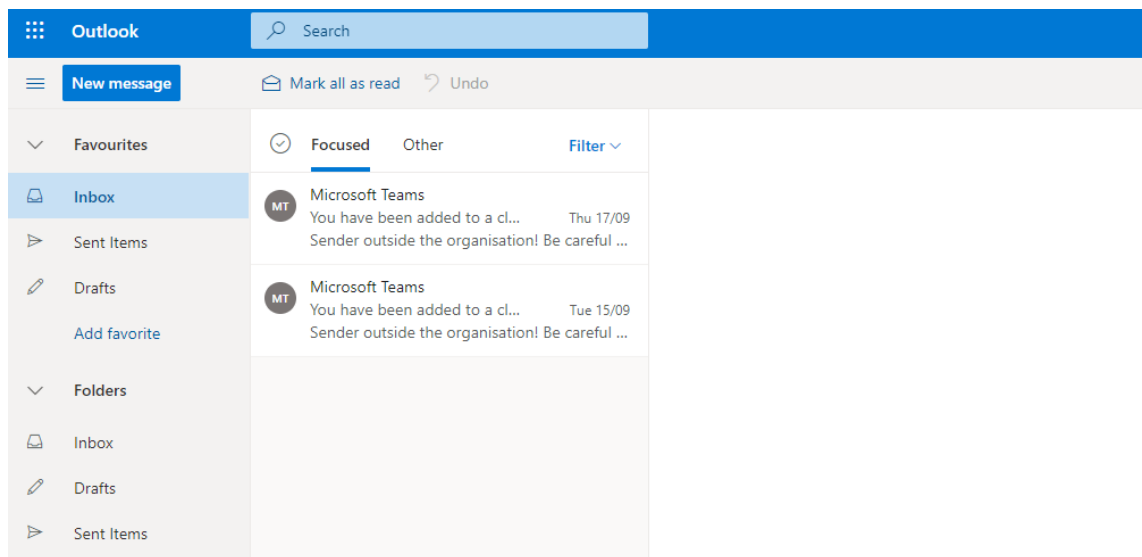 Outlook
Search
New message
Mark all as read
Undo
Favourites
Inbox
Sent Items
Drafts
Add favorite
Folders
Inbox
Drafts
Sent Items
Focused
Other
Filter
MT
Microsoft Teams
You have been added to a cl... Thu 17/09
Sender outside the organisation! Be careful ...
MT
Microsoft Teams
You have been added to a cl... Tue 15/09
Sender outside the organisation! Be careful ...